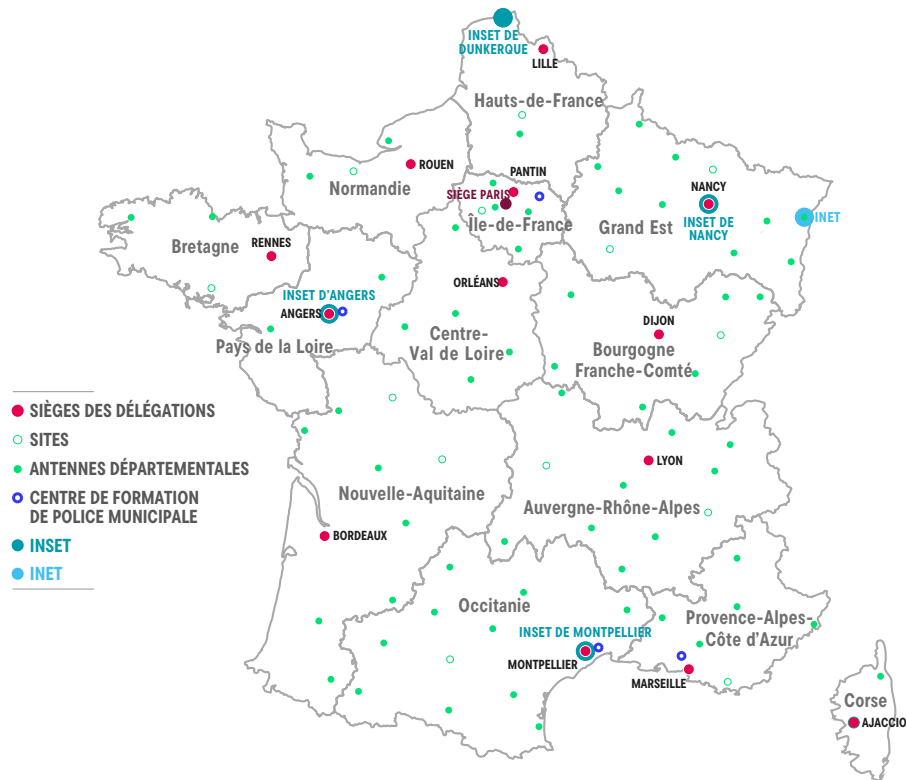 INSET DE
DUNKERQUE
LILLE
Hauts-de-France
ROUEN
Normandie
PANTIN
SIÈGE PARIS
Île-de-France
NANCY
INSET DE
NANCY
Grand Est
INET
Bretagne
RENNES
INSET D'ANGERS
ANGERS
Pays de la Loire
ORLÉANS
Centre-
Val de Loire
DIJON
Bourgogne
Franche-Comté
SIÈGES DES DÉLÉGATIONS
SITES
ANTENNES DÉPARTEMENTALES
CENTRE DE FORMATION
DE POLICE MUNICIPALE
INSET
INET
Nouvelle-Aquitaine
BORDEAUX
LYON
Auvergne-Rhône-Alpes
Occitanie
INSET DE MONTPELLIER
MONTPELLIER
Provence-Alpes-
Côte d'Azur
MARSEILLE
Corse
AJACCIO